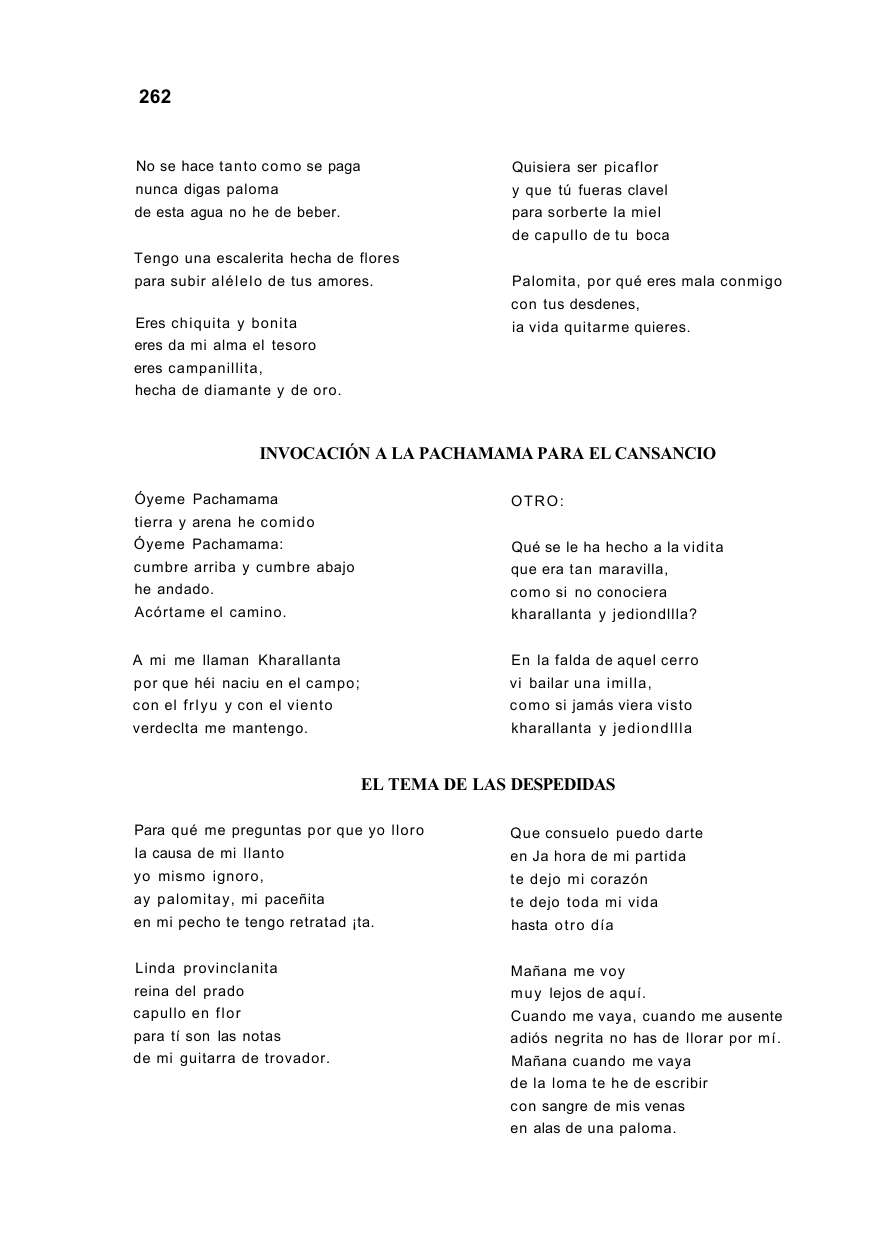 262
No se hace tanto como se paga
nunca digas paloma
de esta agua no he de beber.
Tengo una escalerita hecha de flores
para subir alélelo de tus amores.
Eres chiquita y bonita
eres da mi alma el tesoro
eres campanillita,
hecha de diamante y de oro.
Quisiera ser picaflor
y que tú fueras clavel
para sorberte la miel
de capullo de tu boca
Palomita, por qué eres mala conmigo
con tus desdenes,
ia vida quitarme quieres.
INVOCACIÓN A LA PACHAMAMA PARA EL CANSANCIO
Óyeme Pachamama
tierra y arena he comido
Óyeme Pachamama:
cumbre arriba y cumbre abajo
he andado.
Acórtame el camino.
A mi me llaman Kharallanta
por que héi naciu en el campo;
con el frlyu y con el viento
verdeclta me mantengo.
OTRO:
Qué se le ha hecho a la vidita
que era tan maravilla,
como si no conociera
kharallanta y jediondllla?
En la falda de aquel cerro
vi bailar una imilla,
como si jamás viera visto
kharallanta y jediondllla
EL TEMA DE LAS DESPEDIDAS
Para qué me preguntas por que yo lloro
la causa de mi llanto
yo mismo ignoro,
ay palomitay, mi paceñita
en mi pecho te tengo retratad ¡ta.
Linda provinclanita
reina del prado
capullo en flor
para tí son las notas
de mi guitarra de trovador.
Que consuelo puedo darte
en Ja hora de mi partida
te dejo mi corazón
te dejo toda mi vida
hasta otro día
Mañana me voy
muy lejos de aquí.
Cuando me vaya, cuando me ausente
adiós negrita no has de llorar por mí.
Mañana cuando me vaya
de la loma te he de escribir
con sangre de mis venas
en alas de una paloma.